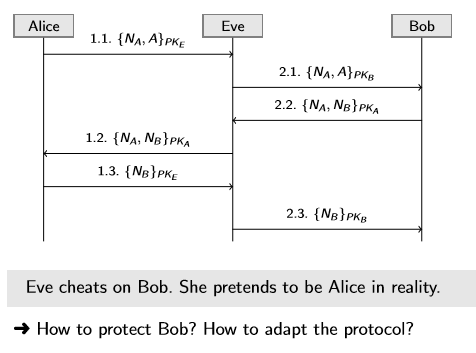 Alice Eve Bob
1.1. {N_A, A}_{PK_E}
2.1. {N_A, A}_{PK_B}
2.2. {N_A, N_B}_{PK_A}
1.2. {N_A, N_B}_{PK_A}
1.3. {N_B}_{PK_E}
2.3. {N_B}_{PK_B}
Eve cheats on Bob. She pretends to be Alice in reality.
➜ How to protect Bob? How to adapt the protocol?